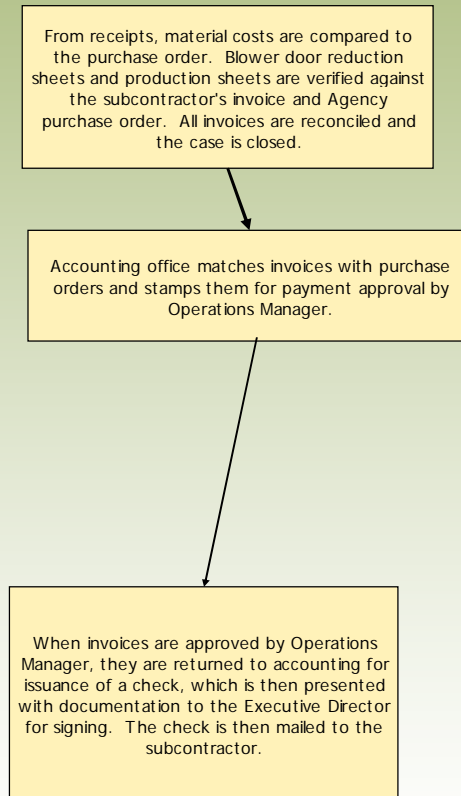 From receipts, material costs are compared to
the purchase order. Blower door reduction
sheets and production sheets are verified against
the subcontractor's invoice and Agency
purchase order. All invoices are reconciled and
the case is closed.
Accounting office matches invoices with purchase
orders and stamps them for payment approval by
Operations Manager.
When invoices are approved by Operations
Manager, they are returned to accounting for
issuance of a check, which is then presented
with documentation to the Executive Director
for signing. The check is then mailed to the
subcontractor.